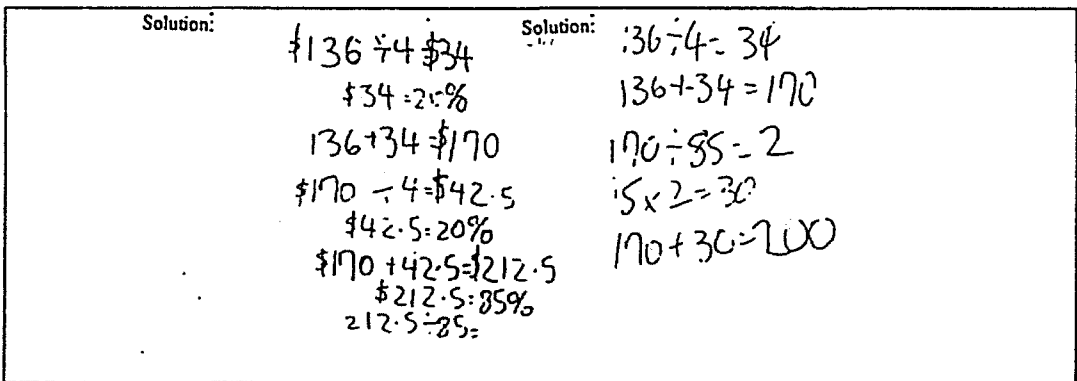 Solution:
$136 ÷ 4 $34
$34 = 20%
136 + 34 = $170
$170 ÷ 4 = $42.5
$42.5 = 20%
$170 + 42.5 = $212.5
$212.5 = 85%
212.5 ÷ 85 =
Solution:
136 ÷ 4 = 34
136 + 34 = 170
170 ÷ 85 = 2
15 x 2 = 30
170 + 30 = 200